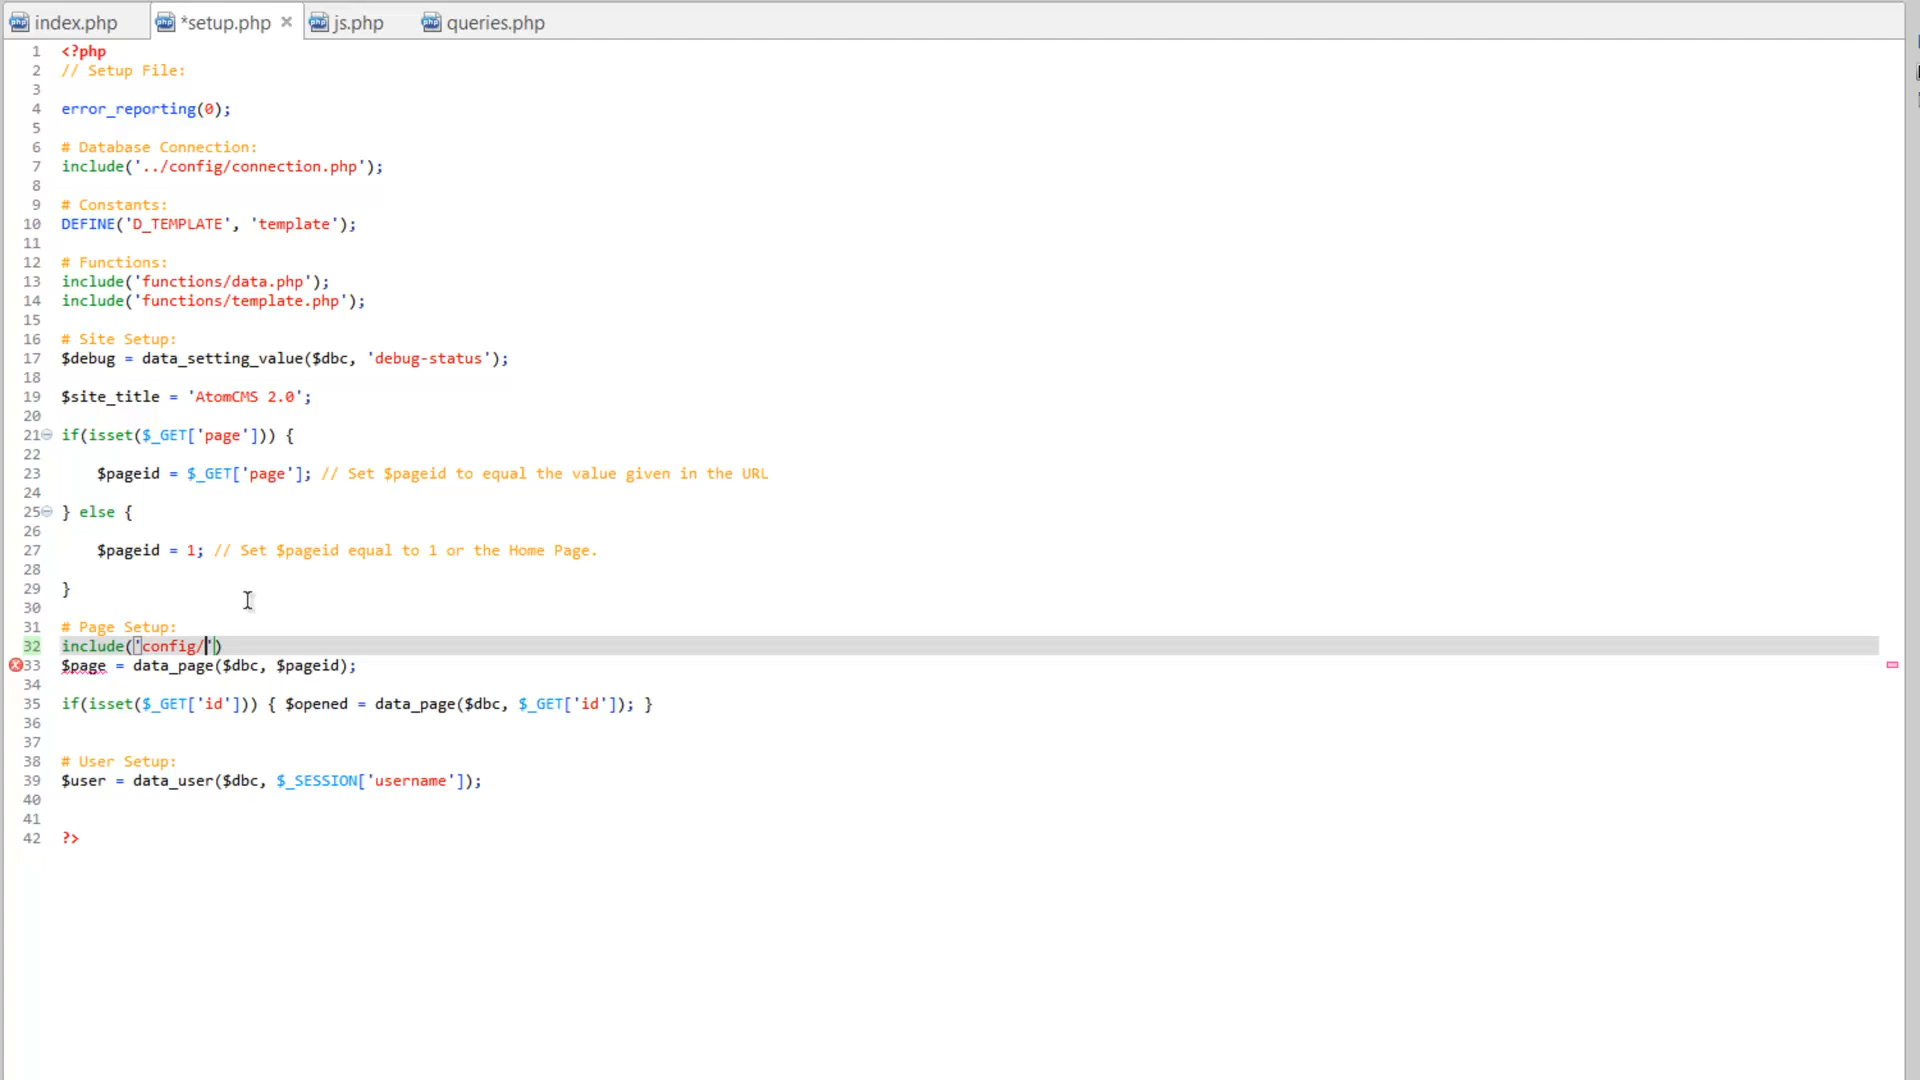 index.php *setup.php js.php queries.php
1 <?php
2 // Setup File:
3
4 error_reporting(0);
5
6 # Database Connection:
7 include('../config/connection.php');
8
9 # Constants:
10 DEFINE('D_TEMPLATE', 'template');
11
12 # Functions:
13 include('functions/data.php');
14 include('functions/template.php');
15
16 # Site Setup:
17 $debug = data_setting_value($dbc, 'debug-status');
18
19 $site_title = 'AtomCMS 2.0';
20
21 if(isset($_GET['page'])) {
22
23 $pageid = $_GET['page']; // Set $pageid to equal the value given in the URL
24
25 } else {
26
27 $pageid = 1; // Set $pageid equal to 1 or the Home Page.
28
29 }
30
31 # Page Setup:
32 include('config/')
33 $page = data_page($dbc, $pageid);
34
35 if(isset($_GET['id'])) { $opened = data_page($dbc, $_GET['id']); }
36
37
38 # User Setup:
39 $user = data_user($dbc, $_SESSION['username']);
40
41
42 ?>